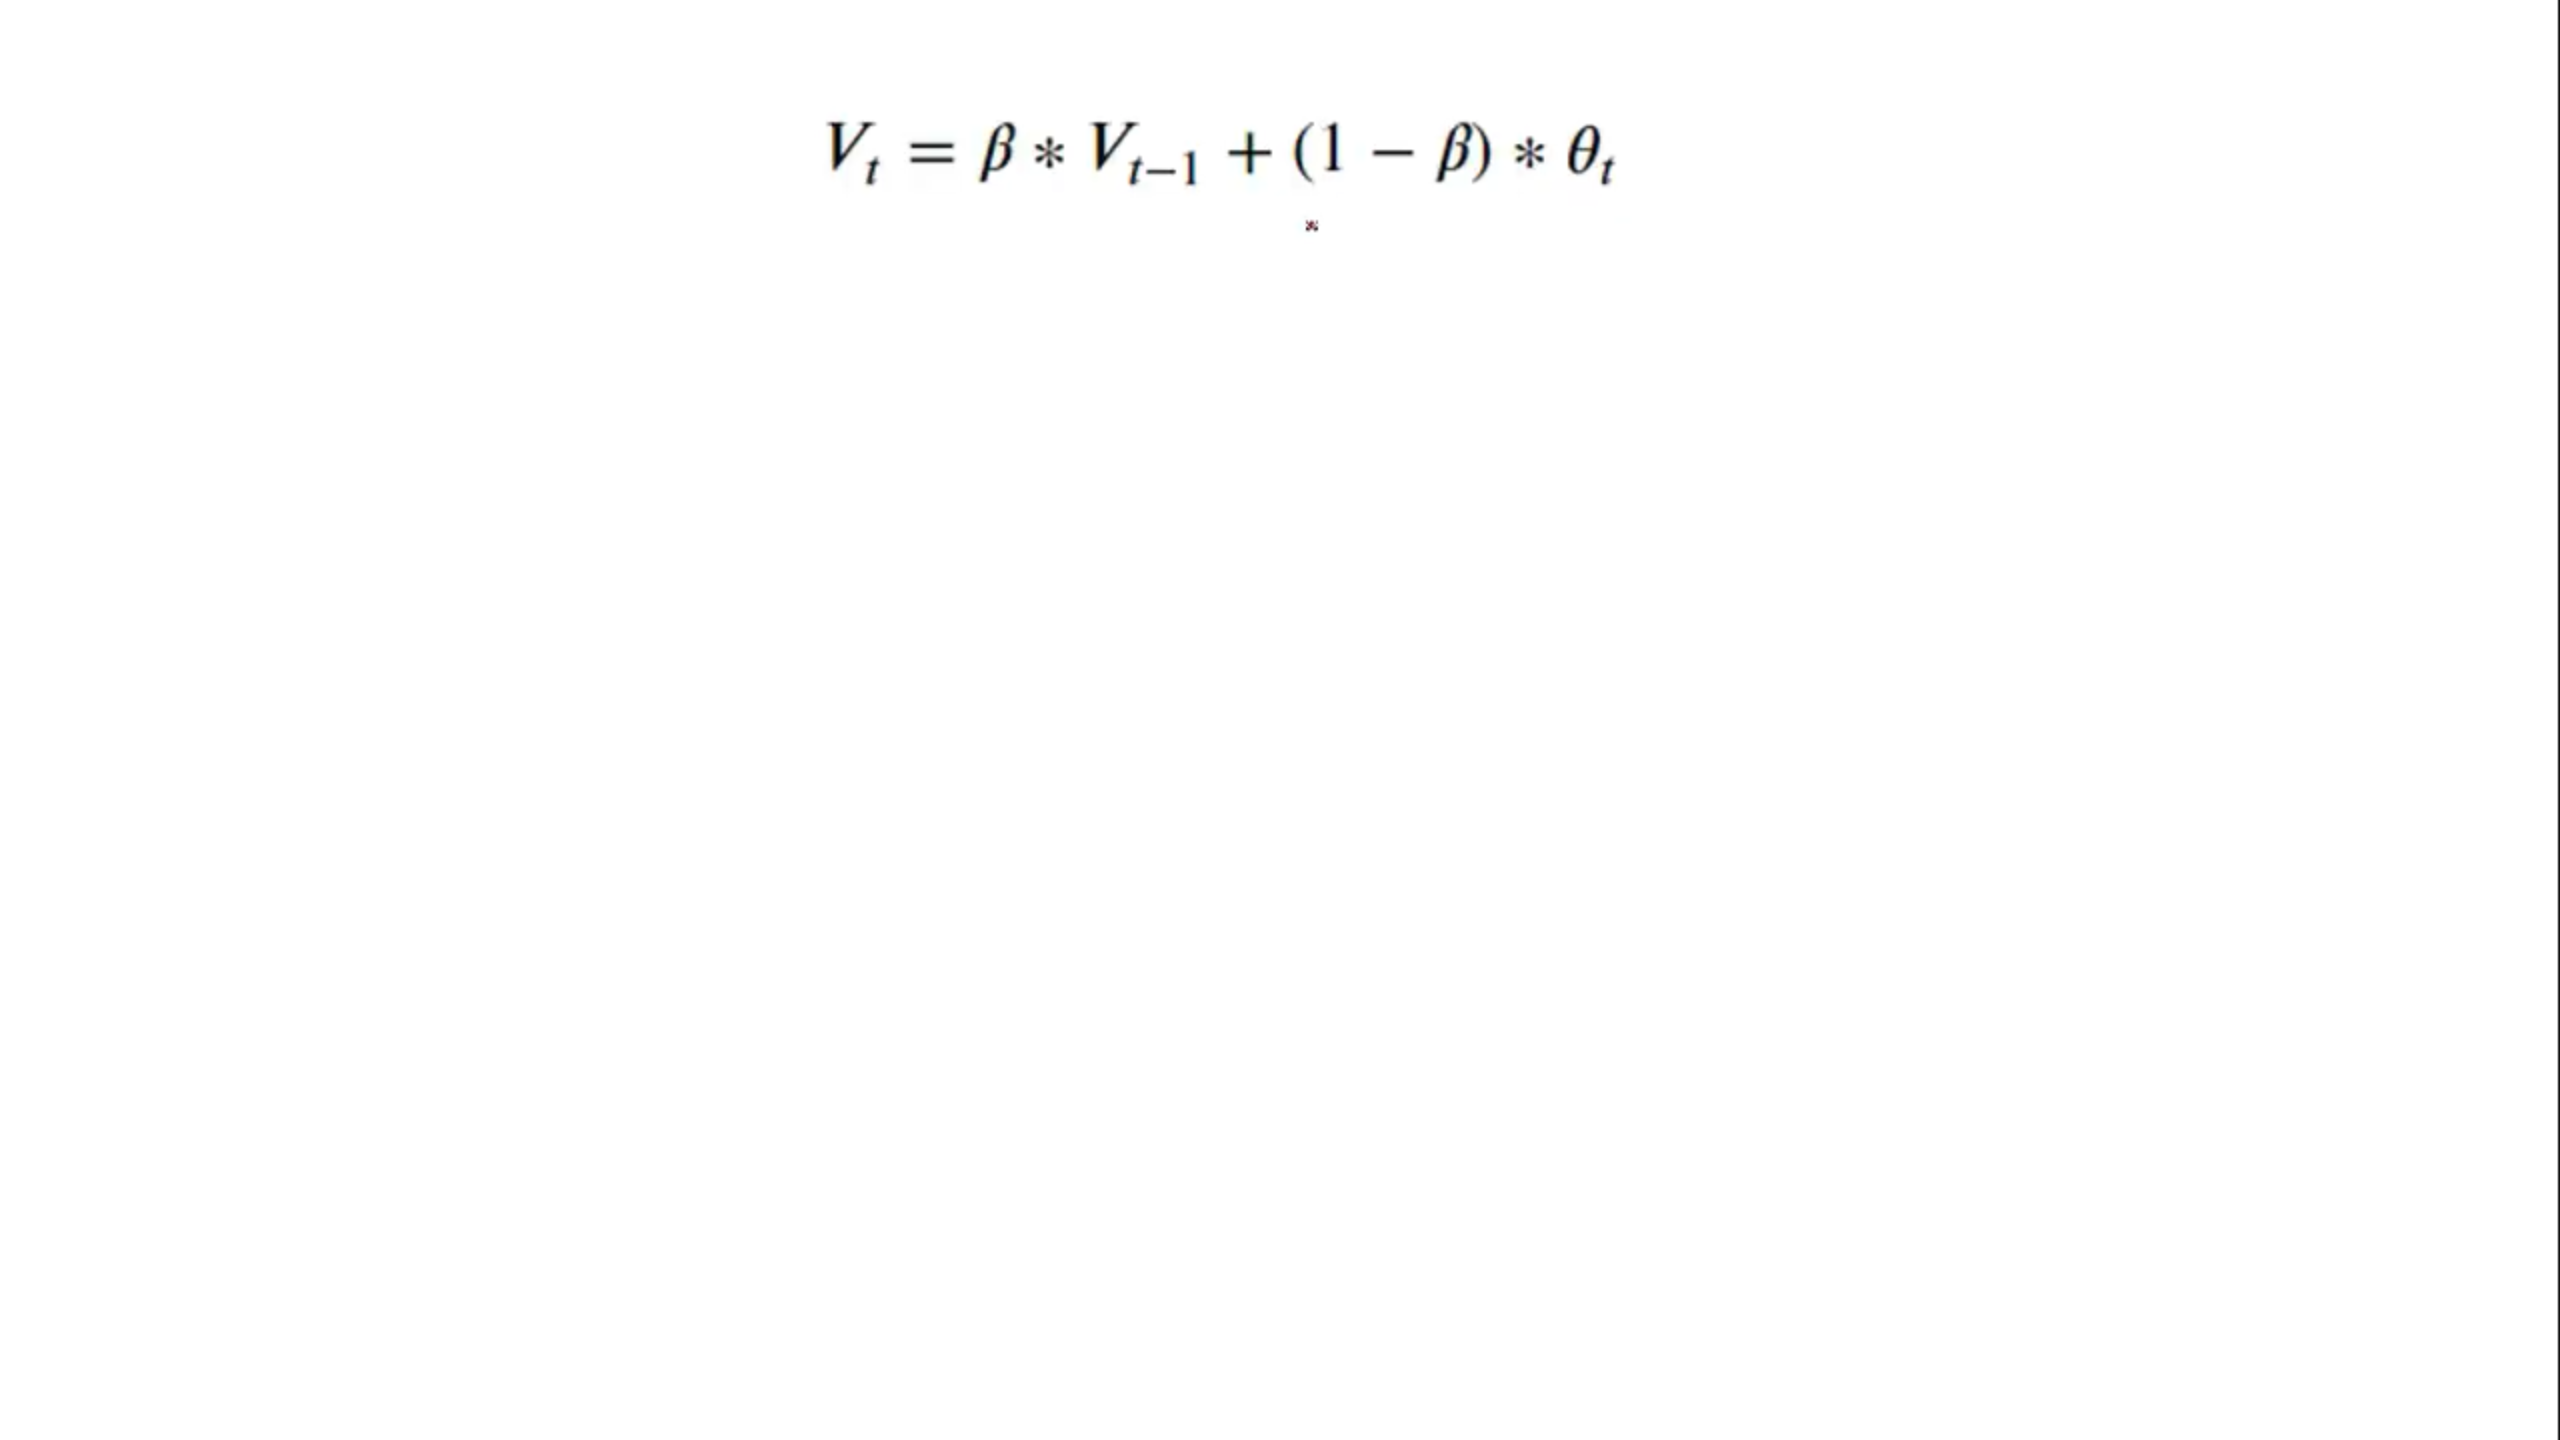 V_t = β * V_{t−1} + (1 − β) * θ_t